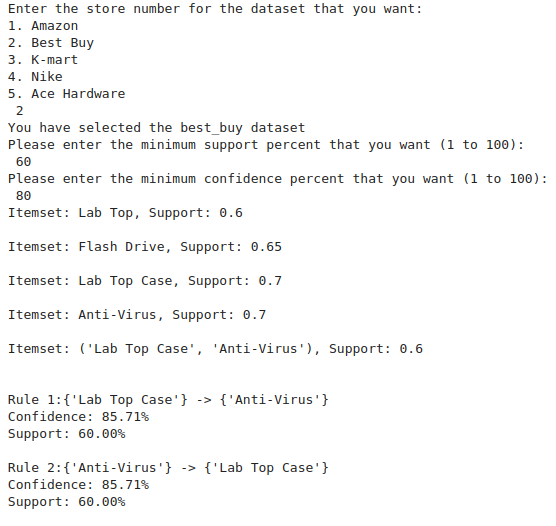 Enter the store number for the dataset that you want:
1. Amazon
2. Best Buy
3. K-mart
4. Nike
5. Ace Hardware
2
You have selected the best_buy dataset
Please enter the minimum support percent that you want (1 to 100):
60
Please enter the minimum confidence percent that you want (1 to 100):
80
Itemset: Lab Top, Support: 0.6
Itemset: Flash Drive, Support: 0.65
Itemset: Lab Top Case, Support: 0.7
Itemset: Anti-Virus, Support: 0.7
Itemset: ('Lab Top Case', 'Anti-Virus'), Support: 0.6
Rule 1:{'Lab Top Case'} -> {'Anti-Virus'}
Confidence: 85.71%
Support: 60.00%
Rule 2:{'Anti-Virus'} -> {'Lab Top Case'}
Confidence: 85.71%
Support: 60.00%